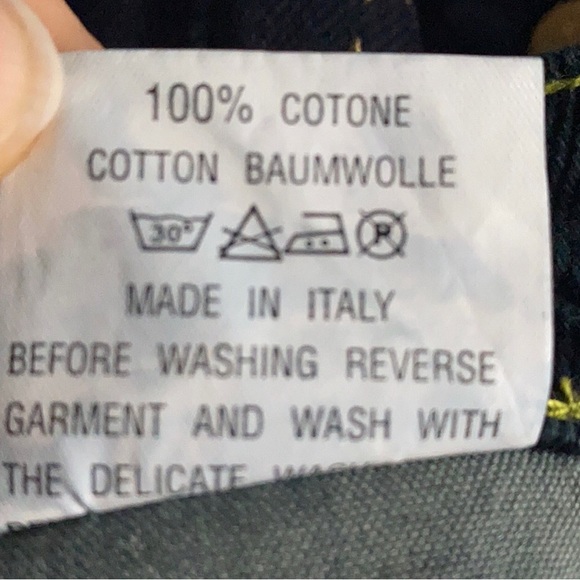 100% COTONE
COTTON BAUMWOLLE
30° P
MADE IN ITALY
BEFORE WASHING REVERSE
GARMENT AND WASH WITH
THE DELICATE